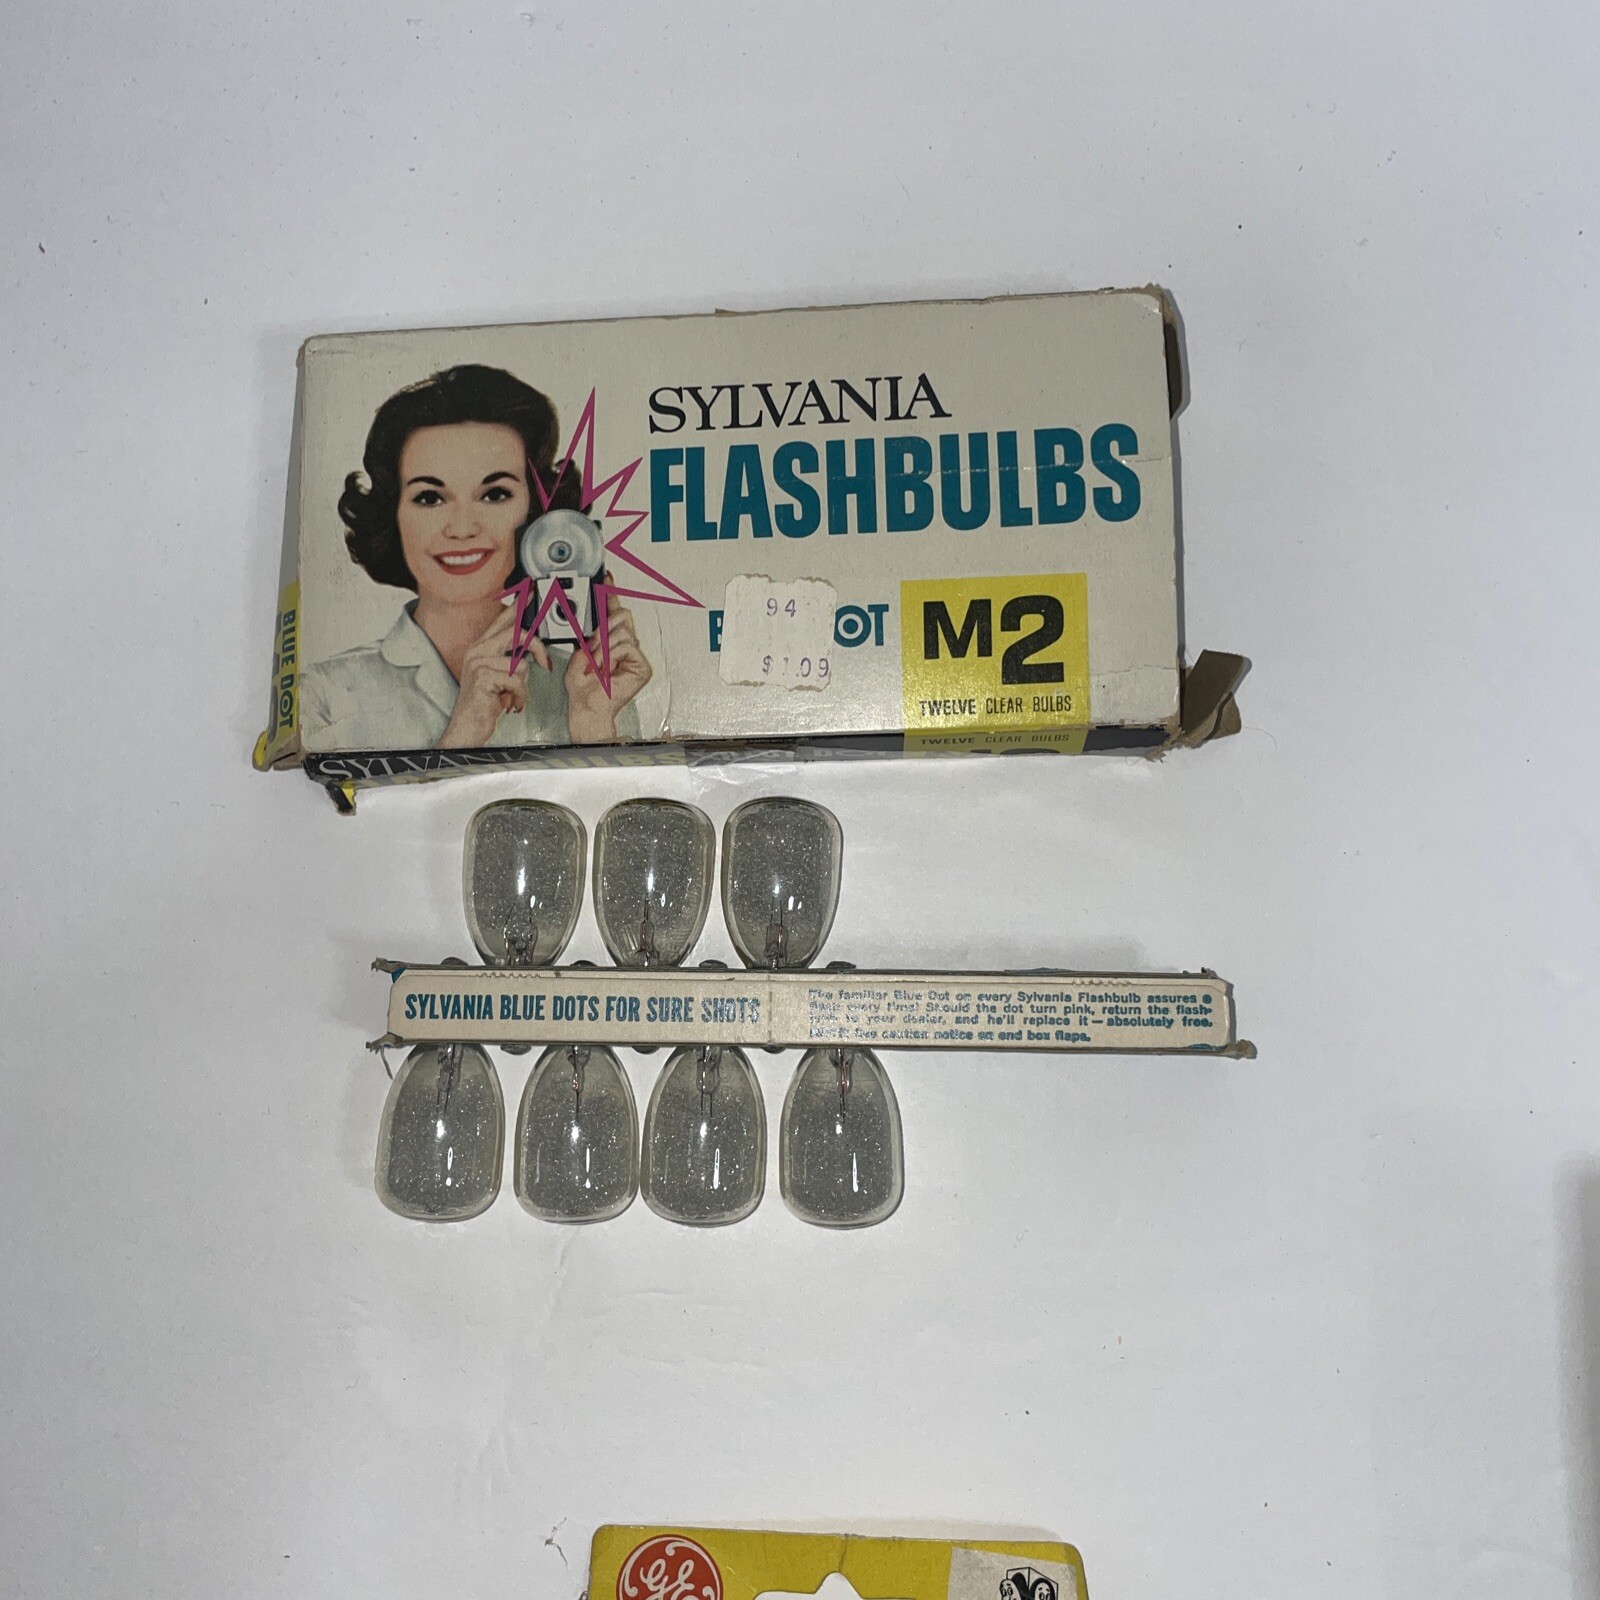 SYLVANIA
FLASHBULBS
94
$1.09
B OT
M2
TWELVE CLEAR BULBS
BLUE DOT
TWELVE CLEAR BULBS
SYLVANIA
SYLVANIA BLUE DOTS FOR SURE SHOTS
The familiar Blue Dot on every Sylvania Flashbulb assures a
flash every time! Should the dot turn pink, return the flash-
to your dealer, and he'll replace it — absolutely free.
See caution notice on end box flaps.
GE